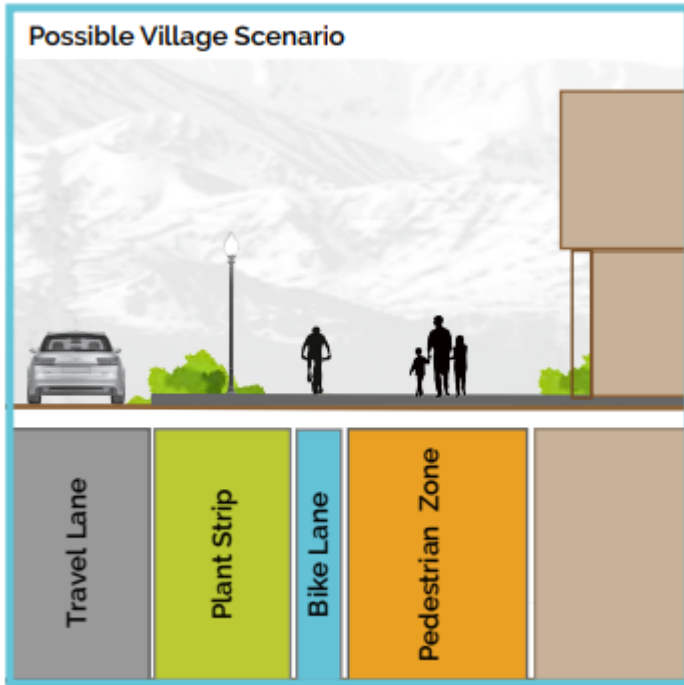 Possible Village Scenario
Travel Lane
Plant Strip
Bike Lane
Pedestrian Zone